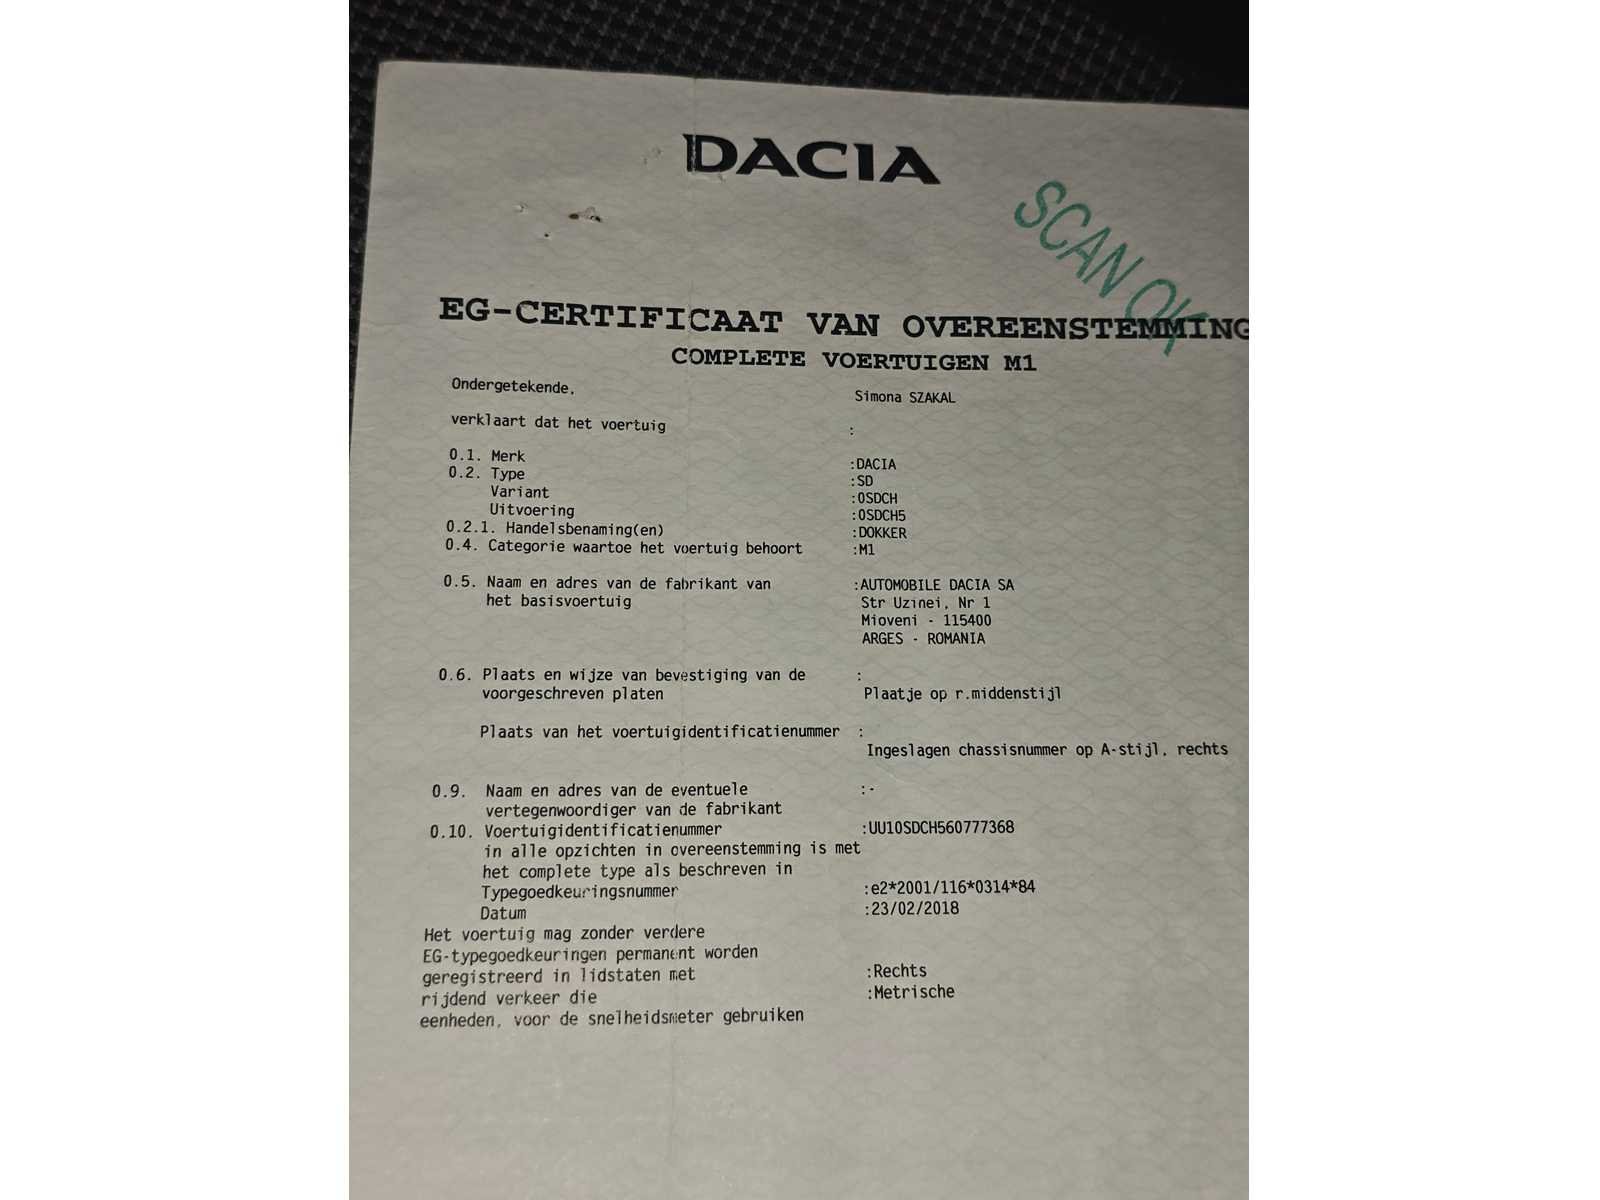 DACIA
SCAN OK
EG-CERTIFICAAT VAN OVEREENSTEMMING
COMPLETE VOERTUIGEN M1
Ondergetekende, Simona SZAKAL
verklaart dat het voertuig :
0.1. Merk :DACIA
0.2. Type :SD
Variant :0SDCH
Uitvoering :0SDCH5
0.2.1. Handelsbenaming(en) :DOKKER
0.4. Categorie waartoe het voertuig behoort :M1
0.5. Naam en adres van de fabrikant van :AUTOMOBILE DACIA SA
het basisvoertuig Str Uzinei, Nr 1
Mioveni - 115400
ARGES - ROMANIA
0.6. Plaats en wijze van bevestiging van de :
voorgeschreven platen Plaatje op r.middenstijl
Plaats van het voertuigidentificatienummer :
Ingeslagen chassisnummer op A-stijl, rechts
0.9. Naam en adres van de eventuele :-
vertegenwoordiger van de fabrikant
0.10. Voertuigidentificatienummer :UU10SDCH560777368
in alle opzichten in overeenstemming is met
het complete type als beschreven in
Typegoedkeuringsnummer :e2*2001/116*0314*84
Datum :23/02/2018
Het voertuig mag zonder verdere
EG-typegoedkeuringen permanent worden
geregistreerd in lidstaten met :Rechts
rijdend verkeer die :Metrische
eenheden, voor de snelheidsmeter gebruiken